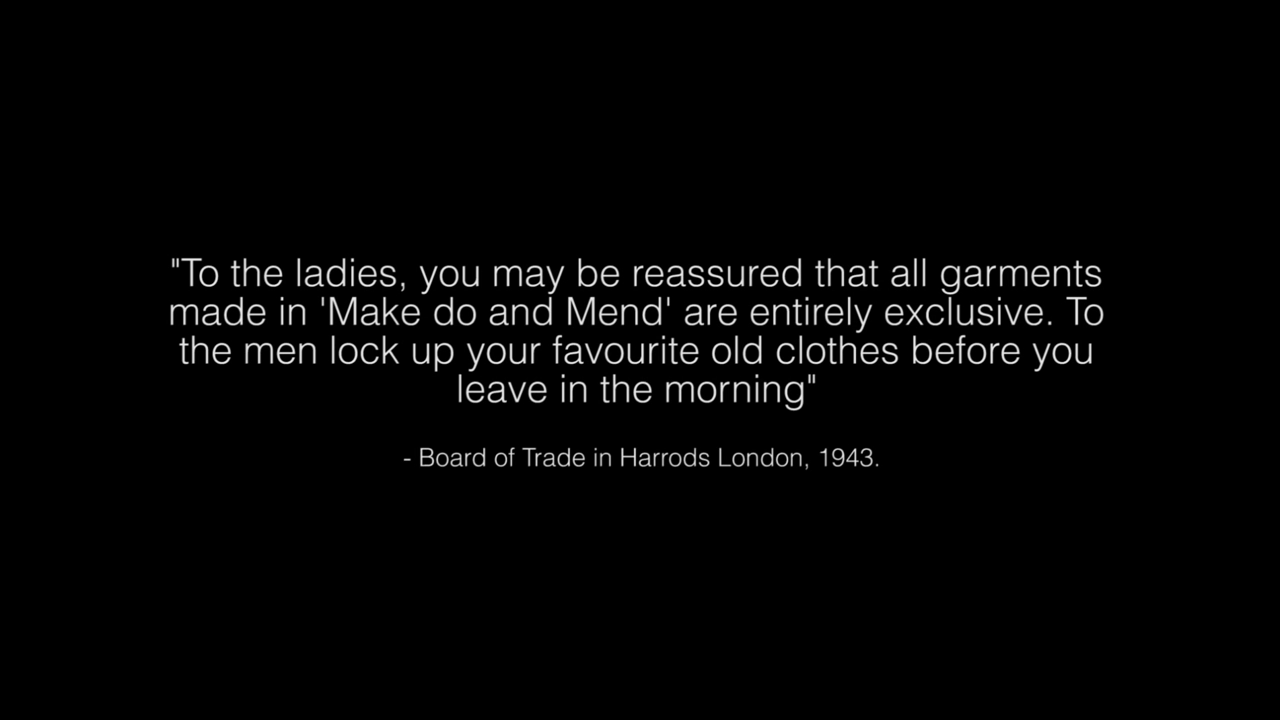 "To the ladies, you may be reassured that all garments
made in 'Make do and Mend' are entirely exclusive. To
the men lock up your favourite old clothes before you
leave in the morning"
- Board of Trade in Harrods London, 1943.